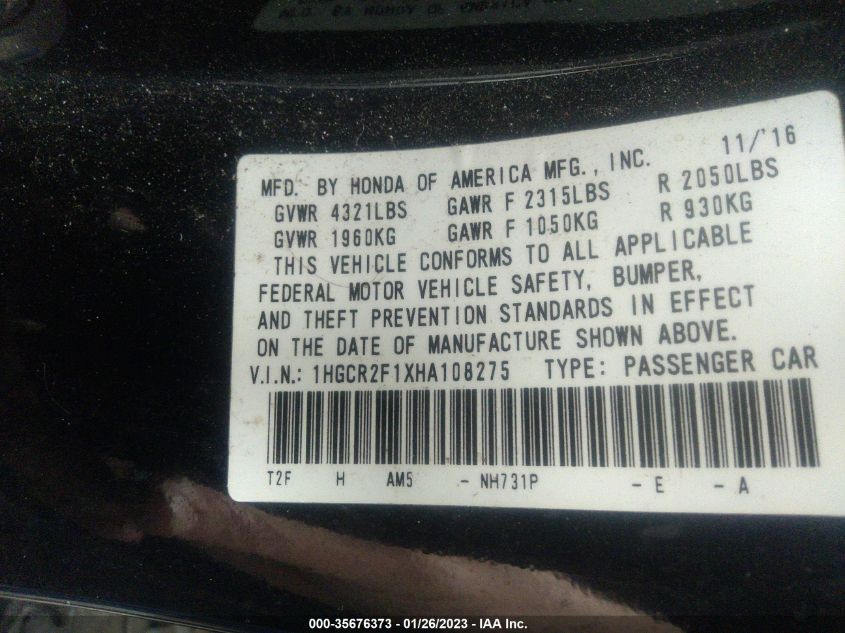 MFD. BY HONDA OF AMERICA MFG., INC. 11/'16
GVWR 4321LBS GAWR F 2315LBS R 2050LBS
GVWR 1960KG GAWR F 1050KG R 930KG
THIS VEHICLE CONFORMS TO ALL APPLICABLE
FEDERAL MOTOR VEHICLE SAFETY, BUMPER,
AND THEFT PREVENTION STANDARDS IN EFFECT
ON THE DATE OF MANUFACTURE SHOWN ABOVE.
V.I.N.: 1HGCR2F1XHA108275 TYPE: PASSENGER CAR
T2F H AM5 - NH731P - E - A
000-35676373 - 01/26/2023 - IAA Inc.